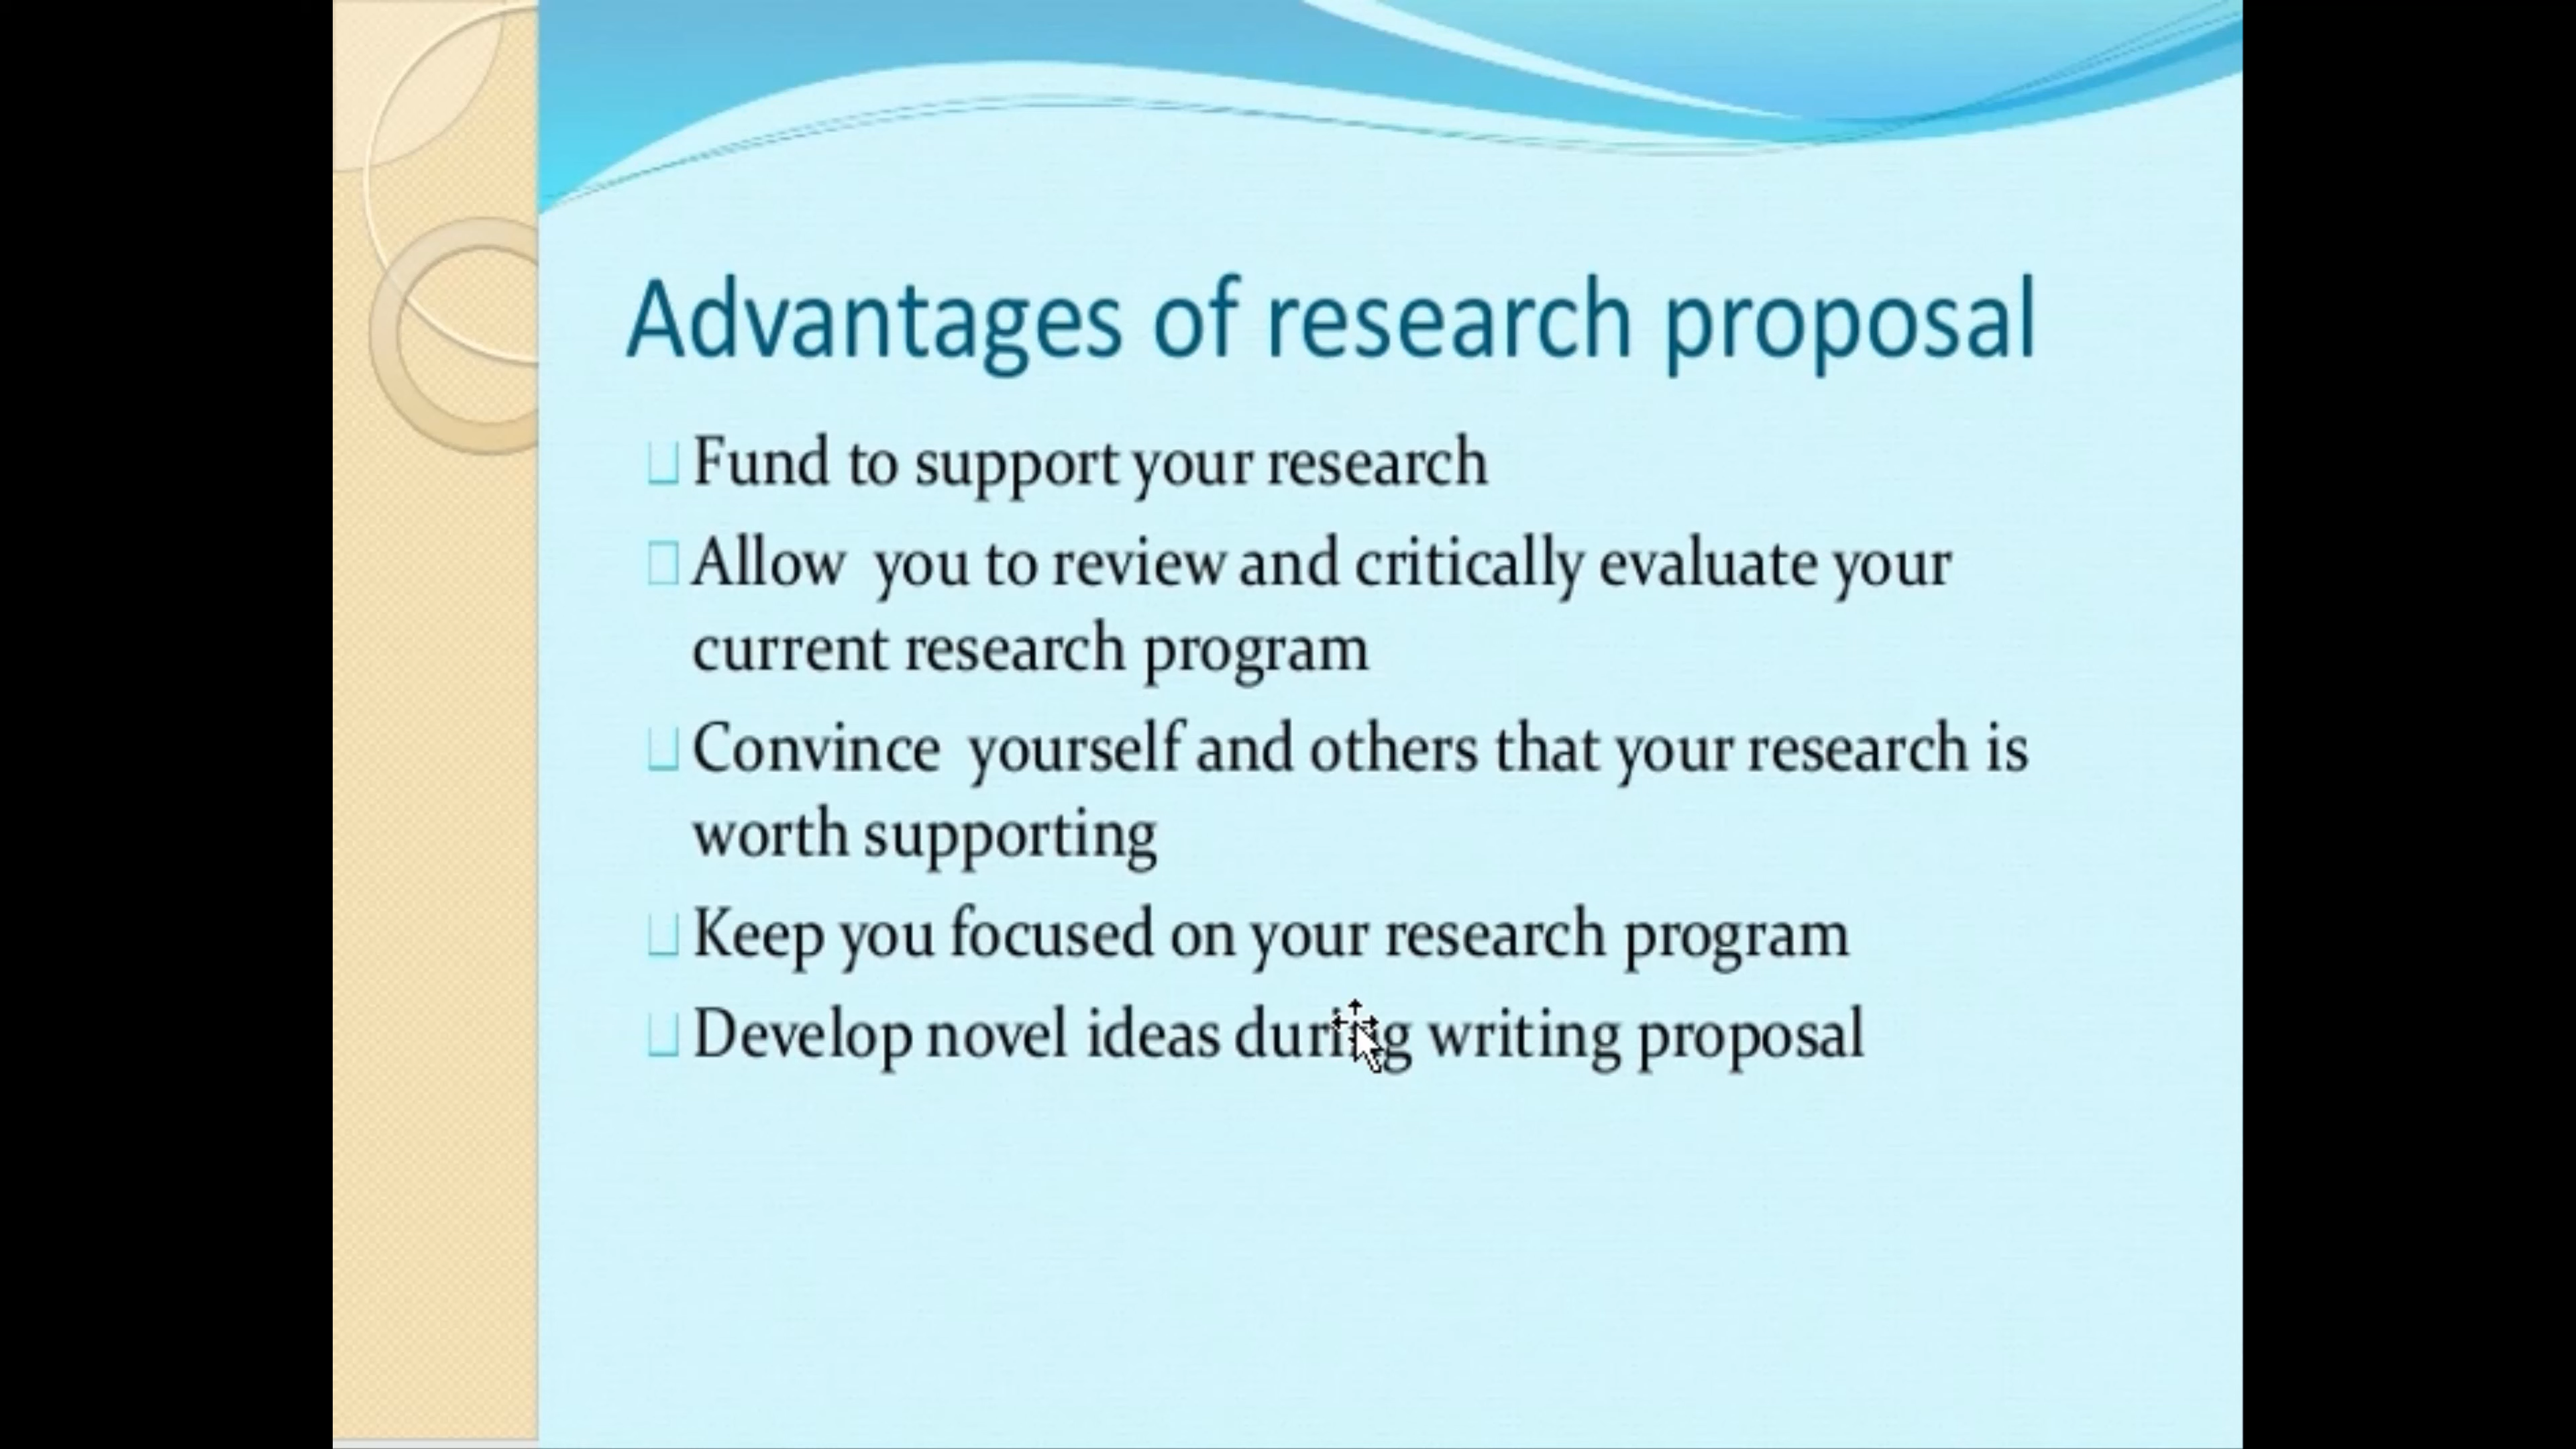 Advantages of research proposal
Fund to support your research
Allow you to review and critically evaluate your
current research program
Convince yourself and others that your research is
worth supporting
Keep you focused on your research program
Develop novel ideas during writing proposal